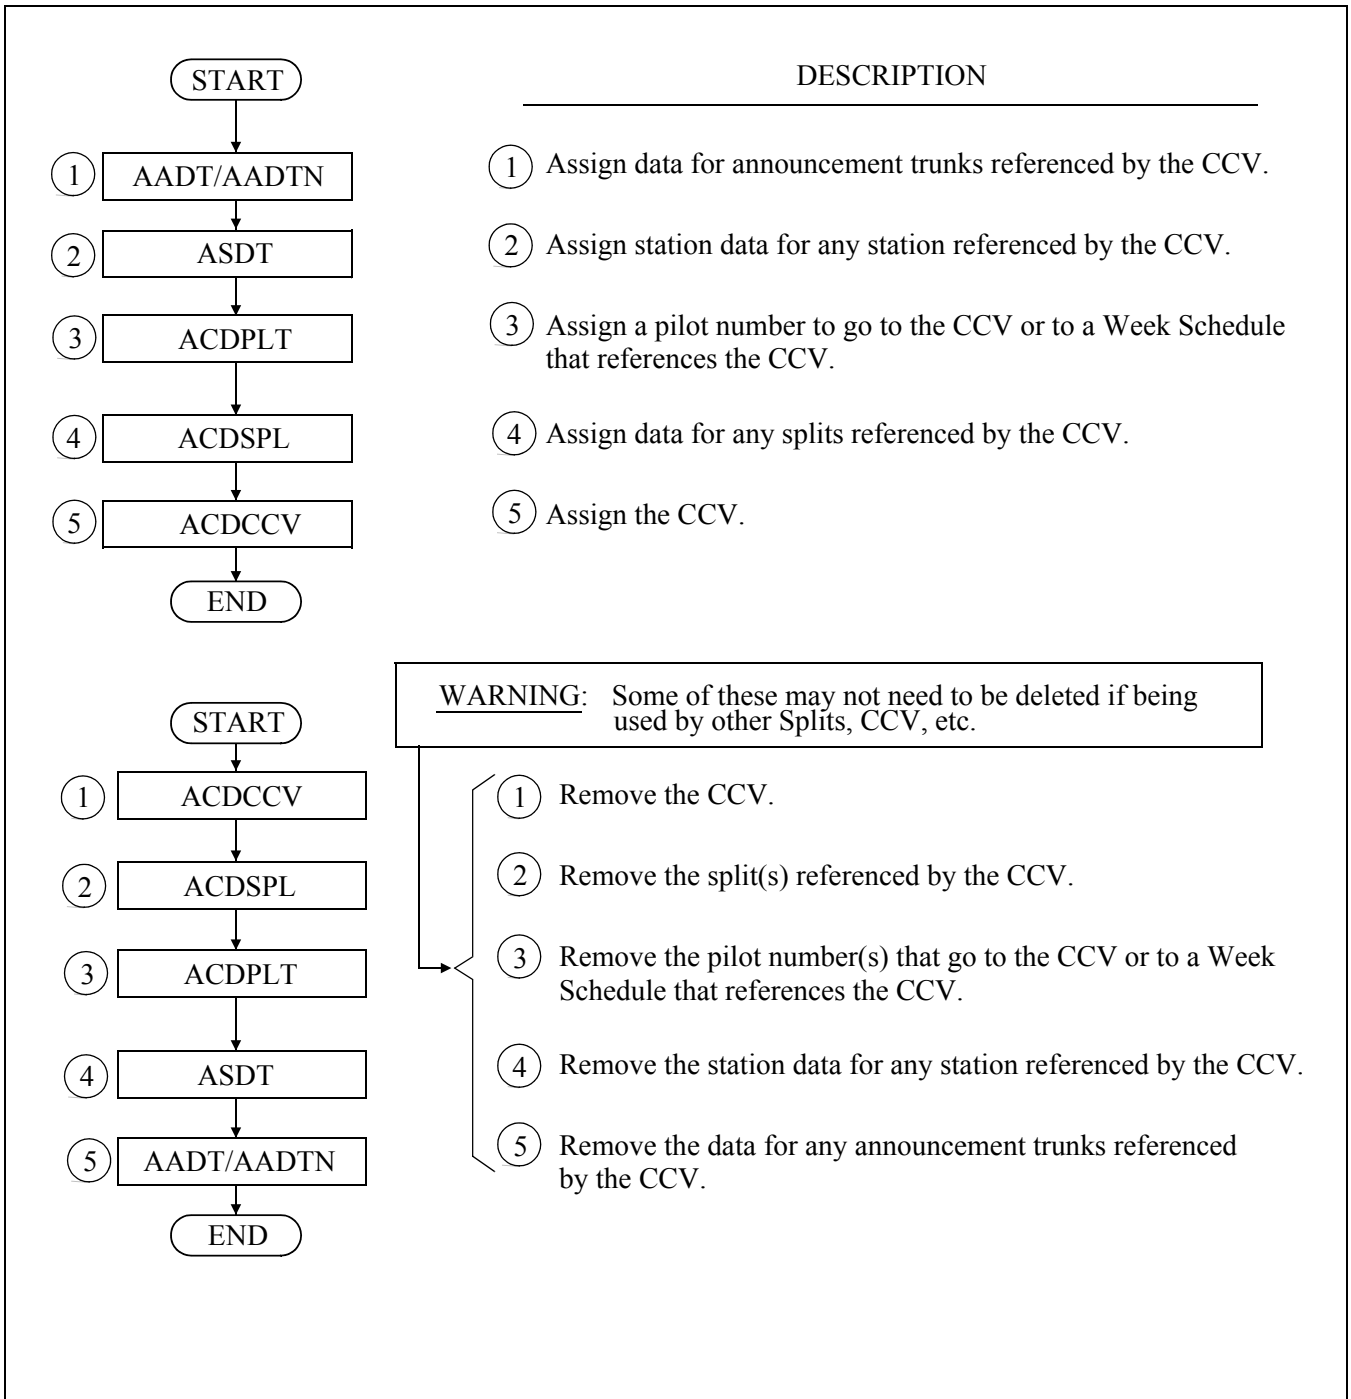 START
DESCRIPTION
1 AADT/AADTN
1 Assign data for announcement trunks referenced by the CCV.
2 ASDT
2 Assign station data for any station referenced by the CCV.
3 ACDPLT
3 Assign a pilot number to go to the CCV or to a Week Schedule
that references the CCV.
4 ACDSPL
4 Assign data for any splits referenced by the CCV.
5 ACDCCV
5 Assign the CCV.
END
WARNING: Some of these may not need to be deleted if being
used by other Splits, CCV, etc.
START
1 ACDCCV
1 Remove the CCV.
2 ACDSPL
2 Remove the split(s) referenced by the CCV.
3 ACDPLT
3 Remove the pilot number(s) that go to the CCV or to a Week
Schedule that references the CCV.
4 ASDT
4 Remove the station data for any station referenced by the CCV.
5 AADT/AADTN
5 Remove the data for any announcement trunks referenced
by the CCV.
END